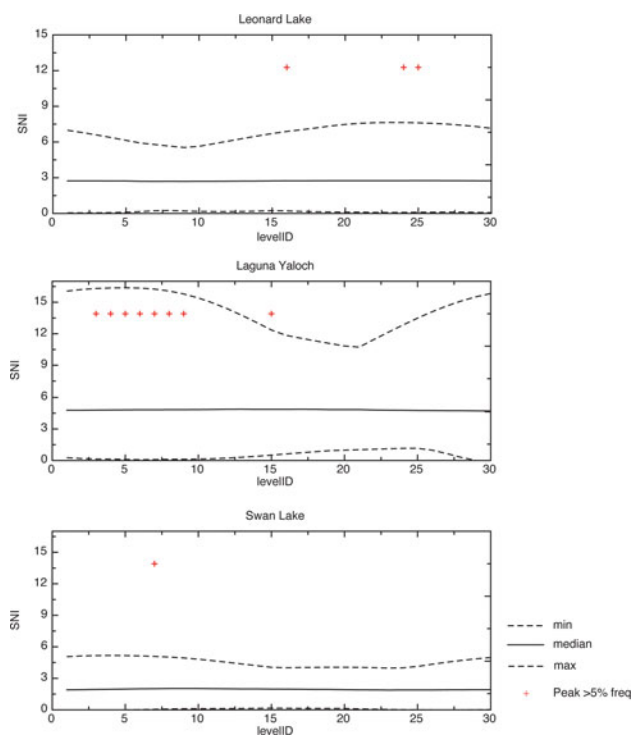 Leonard Lake
15
12
9
6
3
0
SNI
0 5 10 15 20 25 30
levelID
Laguna Yaloch
15
12
9
6
3
0
SNI
0 5 10 15 20 25 30
levelID
Swan Lake
15
12
9
6
3
0
SNI
0 5 10 15 20 25 30
levelID
min
median
max
Peak >5% freq